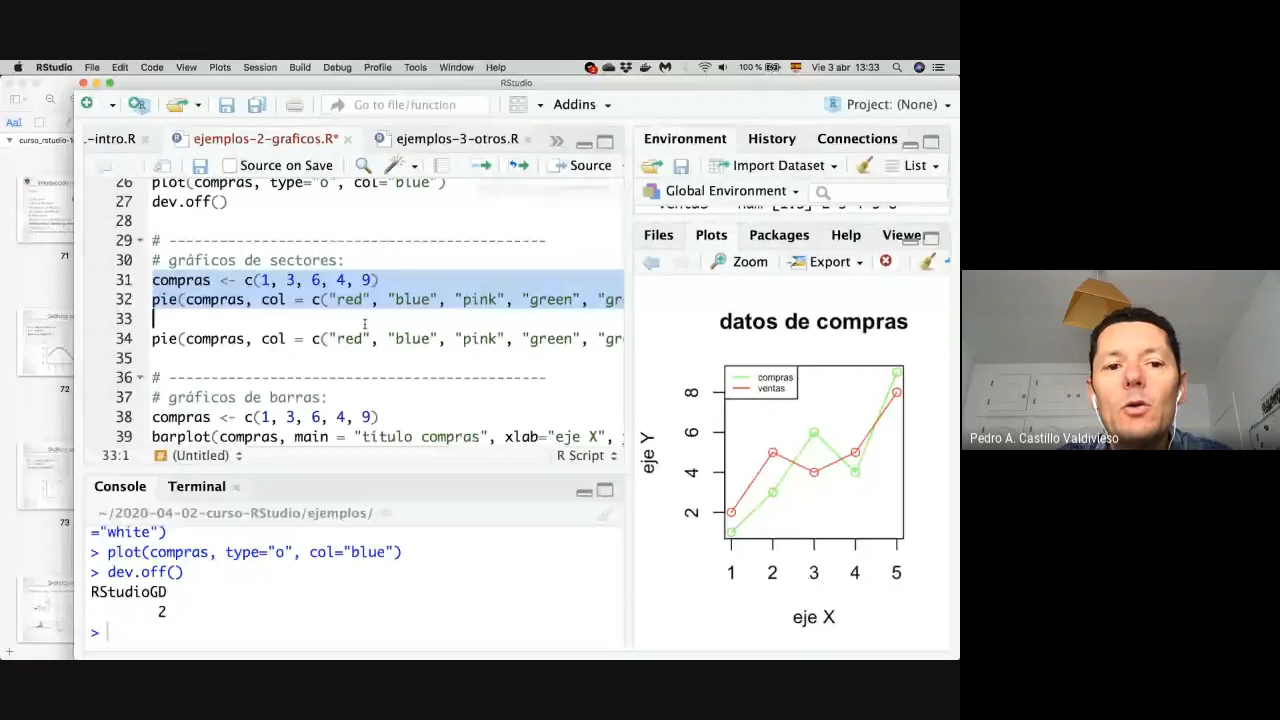 RStudio File Edit Code View Plots Session Build Debug Profile Tools Window Help 100 % Vie 3 abr 13:33
RStudio
Go to file/function Addins Project: (None)
-intro.R ejemplos-2-graficos.R* ejemplos-3-otros.R
Source on Save Source
26 plot(compras, type="o", col="blue")
27 dev.off()
28
29 # ---------------------------------------------
30 # gráficos de sectores:
31 compras <- c(1, 3, 6, 4, 9)
32 pie(compras, col = c("red", "blue", "pink", "green", "gr
33
34 pie(compras, col = c("red", "blue", "pink", "green", "gr
35
36 # ---------------------------------------------
37 # gráficos de barras:
38 compras <- c(1, 3, 6, 4, 9)
39 barplot(compras, main = "titulo compras", xlab="eje X",
33:1 # (Untitled) R Script
Console Terminal
~/2020-04-02-curso-RStudio/ejemplos/
="white")
> plot(compras, type="o", col="blue")
> dev.off()
RStudioGD
2
>
Environment History Connections
Import Dataset List
Global Environment
Files Plots Packages Help Viewe
Zoom Export
datos de compras
compras
ventas
8
6
4
2
eje Y
1 2 3 4 5
eje X
AaI
curso_rstudio-1
71
72
73
Pedro A. Castillo Valdivieso